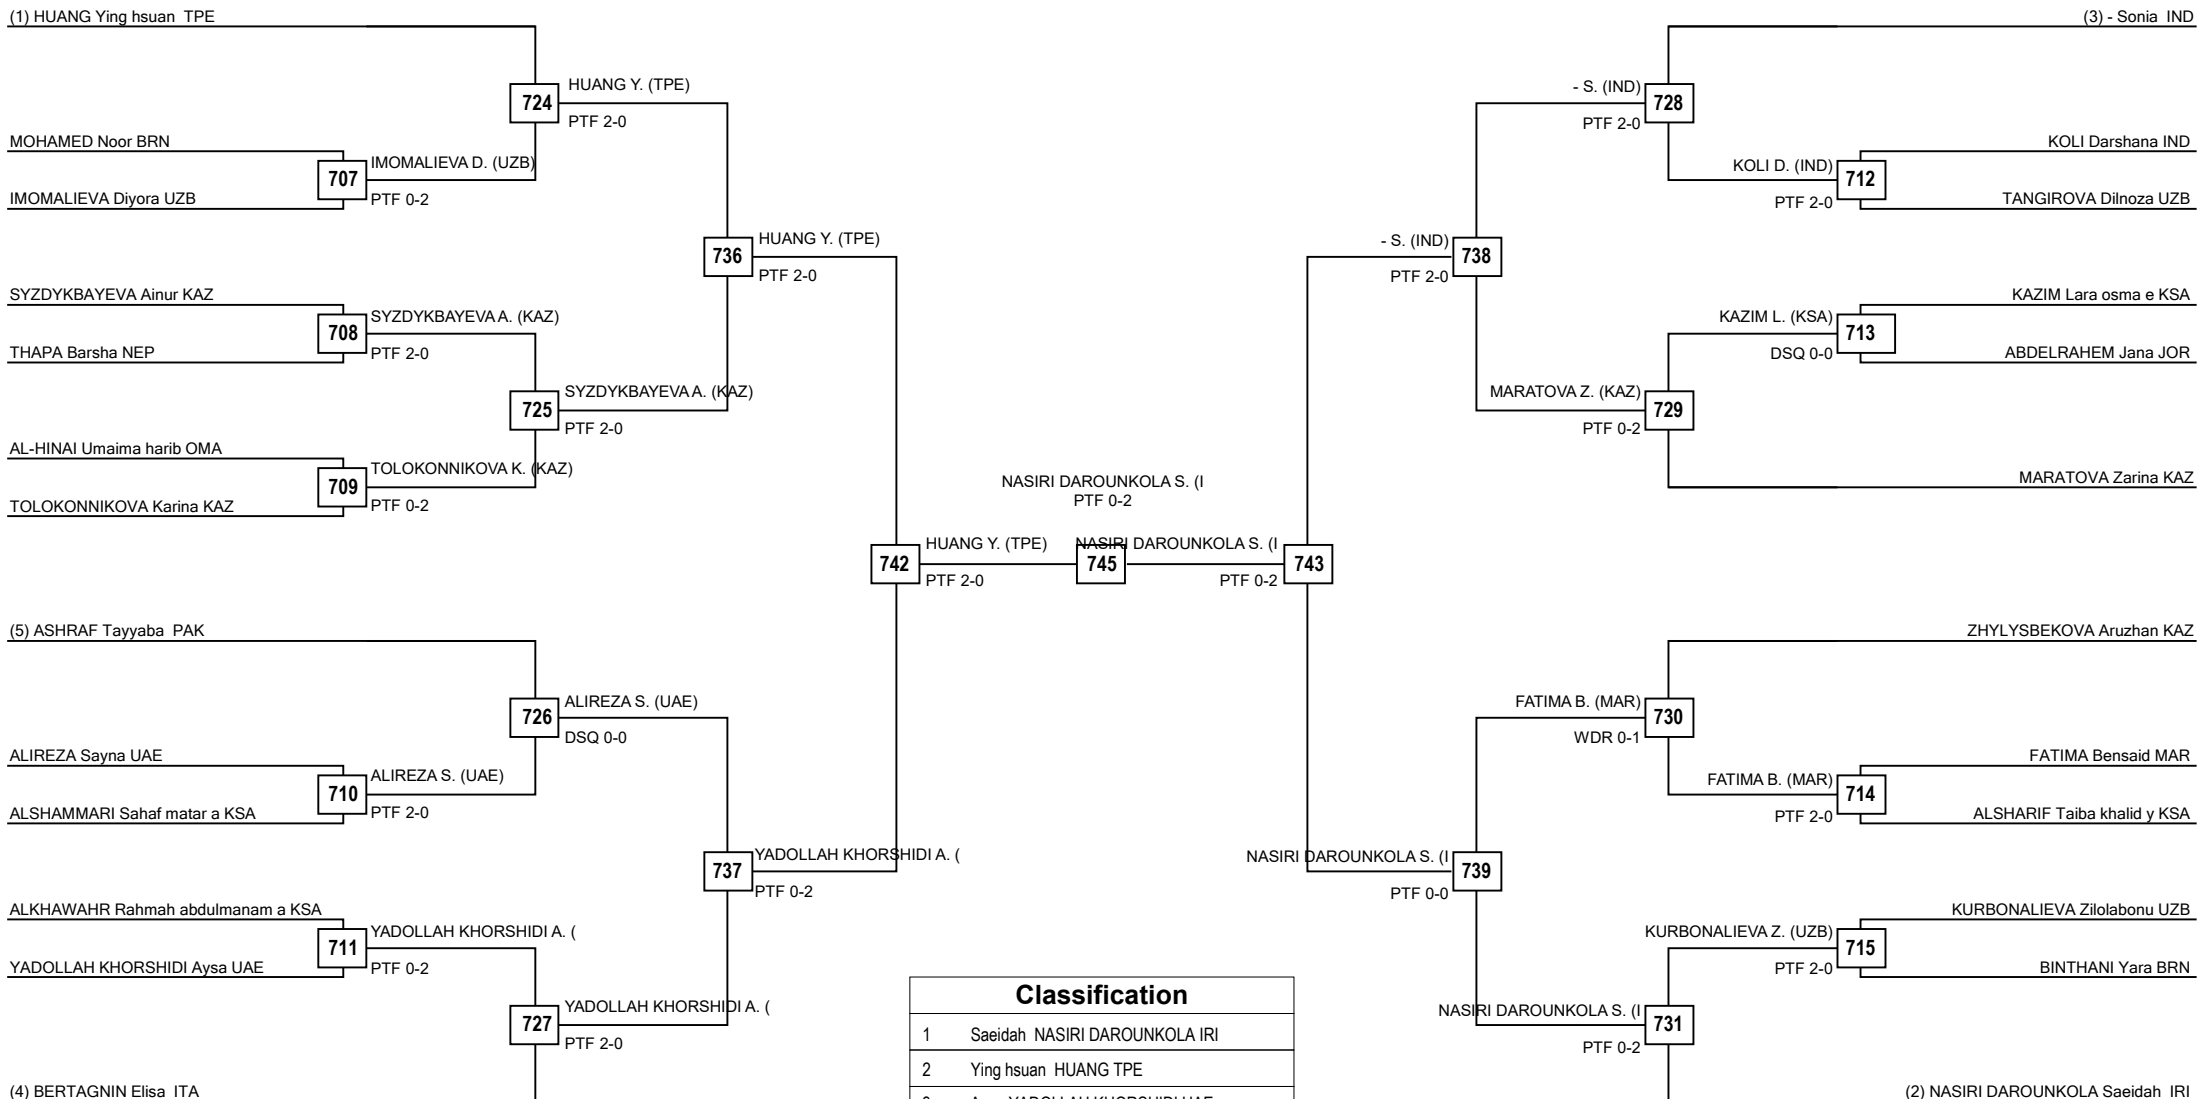 (1) HUANG Ying hsuan TPE
HUANG Y. (TPE)
724
PTF 2-0
MOHAMED Noor BRN
IMOMALIEVA D. (UZB)
707
IMOMALIEVA Diyora UZB
PTF 0-2
HUANG Y. (TPE)
736
PTF 2-0
SYZDYKBAYEVA Ainur KAZ
SYZDYKBAYEVA A. (KAZ)
708
THAPA Barsha NEP
PTF 2-0
SYZDYKBAYEVA A. (KAZ)
725
PTF 2-0
AL-HINAI Umaima harib OMA
TOLOKONNIKOVA K. (KAZ)
709
TOLOKONNIKOVA Karina KAZ
PTF 0-2
HUANG Y. (TPE)
742
PTF 2-0
(5) ASHRAF Tayyaba PAK
ALIREZA S. (UAE)
726
DSQ 0-0
ALIREZA Sayna UAE
ALIREZA S. (UAE)
710
ALSHAMMARI Sahaf matar a KSA
PTF 2-0
YADOLLAH KHORSHIDI A. (
737
PTF 0-2
ALKHAWAHR Rahmah abdulmanam a KSA
YADOLLAH KHORSHIDI A. (
711
YADOLLAH KHORSHIDI Aysa UAE
PTF 0-2
YADOLLAH KHORSHIDI A. (
727
PTF 2-0
(4) BERTAGNIN Elisa ITA
NASIRI DAROUNKOLA S. (I
PTF 0-2
745
(3) - Sonia IND
- S. (IND)
728
PTF 2-0
KOLI Darshana IND
KOLI D. (IND)
712
PTF 2-0
TANGIROVA Dilnoza UZB
- S. (IND)
738
PTF 2-0
KAZIM Lara osma e KSA
KAZIM L. (KSA)
713
DSQ 0-0
ABDELRAHEM Jana JOR
MARATOVA Z. (KAZ)
729
PTF 0-2
MARATOVA Zarina KAZ
NASIRI DAROUNKOLA S. (I
743
PTF 0-2
ZHYLYSBEKOVA Aruzhan KAZ
FATIMA B. (MAR)
730
WDR 0-1
FATIMA Bensaid MAR
FATIMA B. (MAR)
714
PTF 2-0
ALSHARIF Taiba khalid y KSA
NASIRI DAROUNKOLA S. (I
739
PTF 0-0
KURBONALIEVA Zilolabonu UZB
KURBONALIEVA Z. (UZB)
715
PTF 2-0
BINTHANI Yara BRN
NASIRI DAROUNKOLA S. (I
731
PTF 0-2
(2) NASIRI DAROUNKOLA Saeidah IRI
Classification
1 Saeidah NASIRI DAROUNKOLA IRI
2 Ying hsuan HUANG TPE